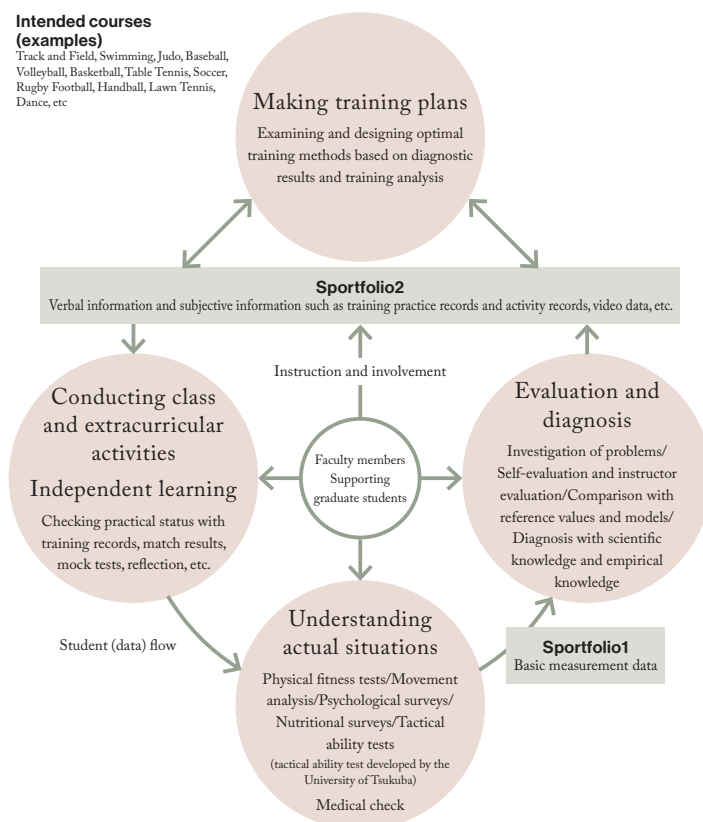 Intended courses
(examples)
Track and Field, Swimming, Judo, Baseball,
Volleyball, Basketball, Table Tennis, Soccer,
Rugby Football, Handball, Lawn Tennis,
Dance, etc
Making training plans
Examining and designing optimal
training methods based on diagnostic
results and training analysis
Sportfolio2
Verbal information and subjective information such as training practice records and activity records, video data, etc.
Instruction and involvement
Conducting class
and extracurricular
activities
Independent learning
Checking practical status with
training records, match results,
mock tests, reflection, etc.
Faculty members
Supporting
graduate students
Evaluation and
diagnosis
Investigation of problems/
Self-evaluation and instructor
evaluation/Comparison with
reference values and models/
Diagnosis with scientific
knowledge and empirical
knowledge
Student (data) flow
Understanding
actual situations
Physical fitness tests/Movement
analysis/Psychological surveys/
Nutritional surveys/Tactical
ability tests
(tactical ability test developed by the
University of Tsukuba)
Medical check
Sportfolio1
Basic measurement data